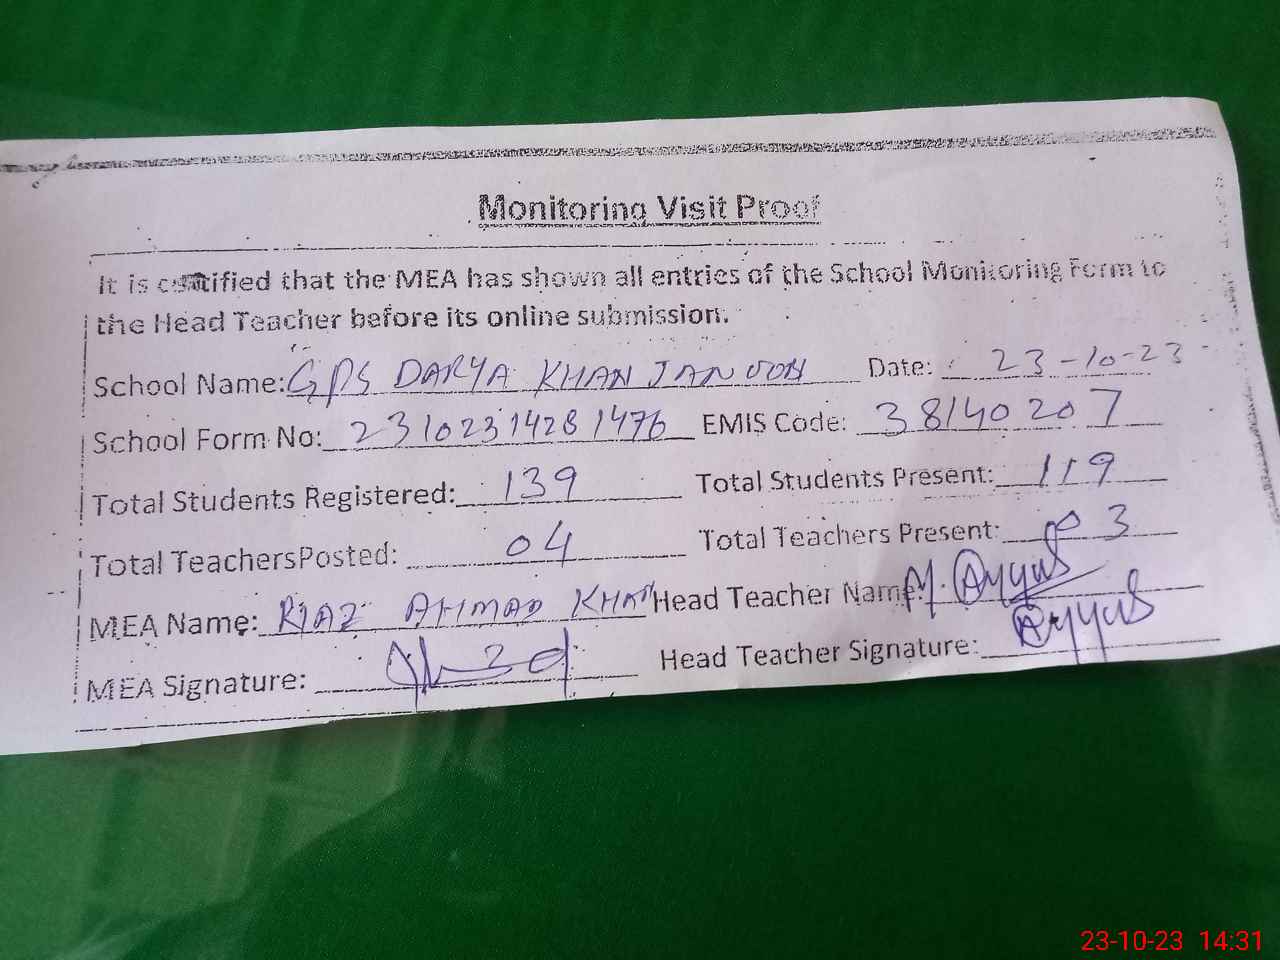 Monitoring Visit Proof
It is certified that the MEA has shown all entries of the School Monitoring Form to
the Head Teacher before its online submission.
School Name: GPS DARYA KHAN JANOON Date: 23-10-23
School Form No: 23102314281476 EMIS Code: 38140207
Total Students Registered: 139 Total Students Present: 119
Total TeachersPosted: 04 Total Teachers Present: 03
MEA Name: RIAZ AHMAD KHAN Head Teacher Name: M. Ayyub
MEA Signature: Head Teacher Signature: Ayyub
23-10-23 14:31